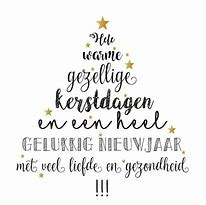 Hele
warme
gezellige
kerstdagen
en een heel
GELUKKIG NIEUWJAAR
met veel liefde en gezondheid
!!!